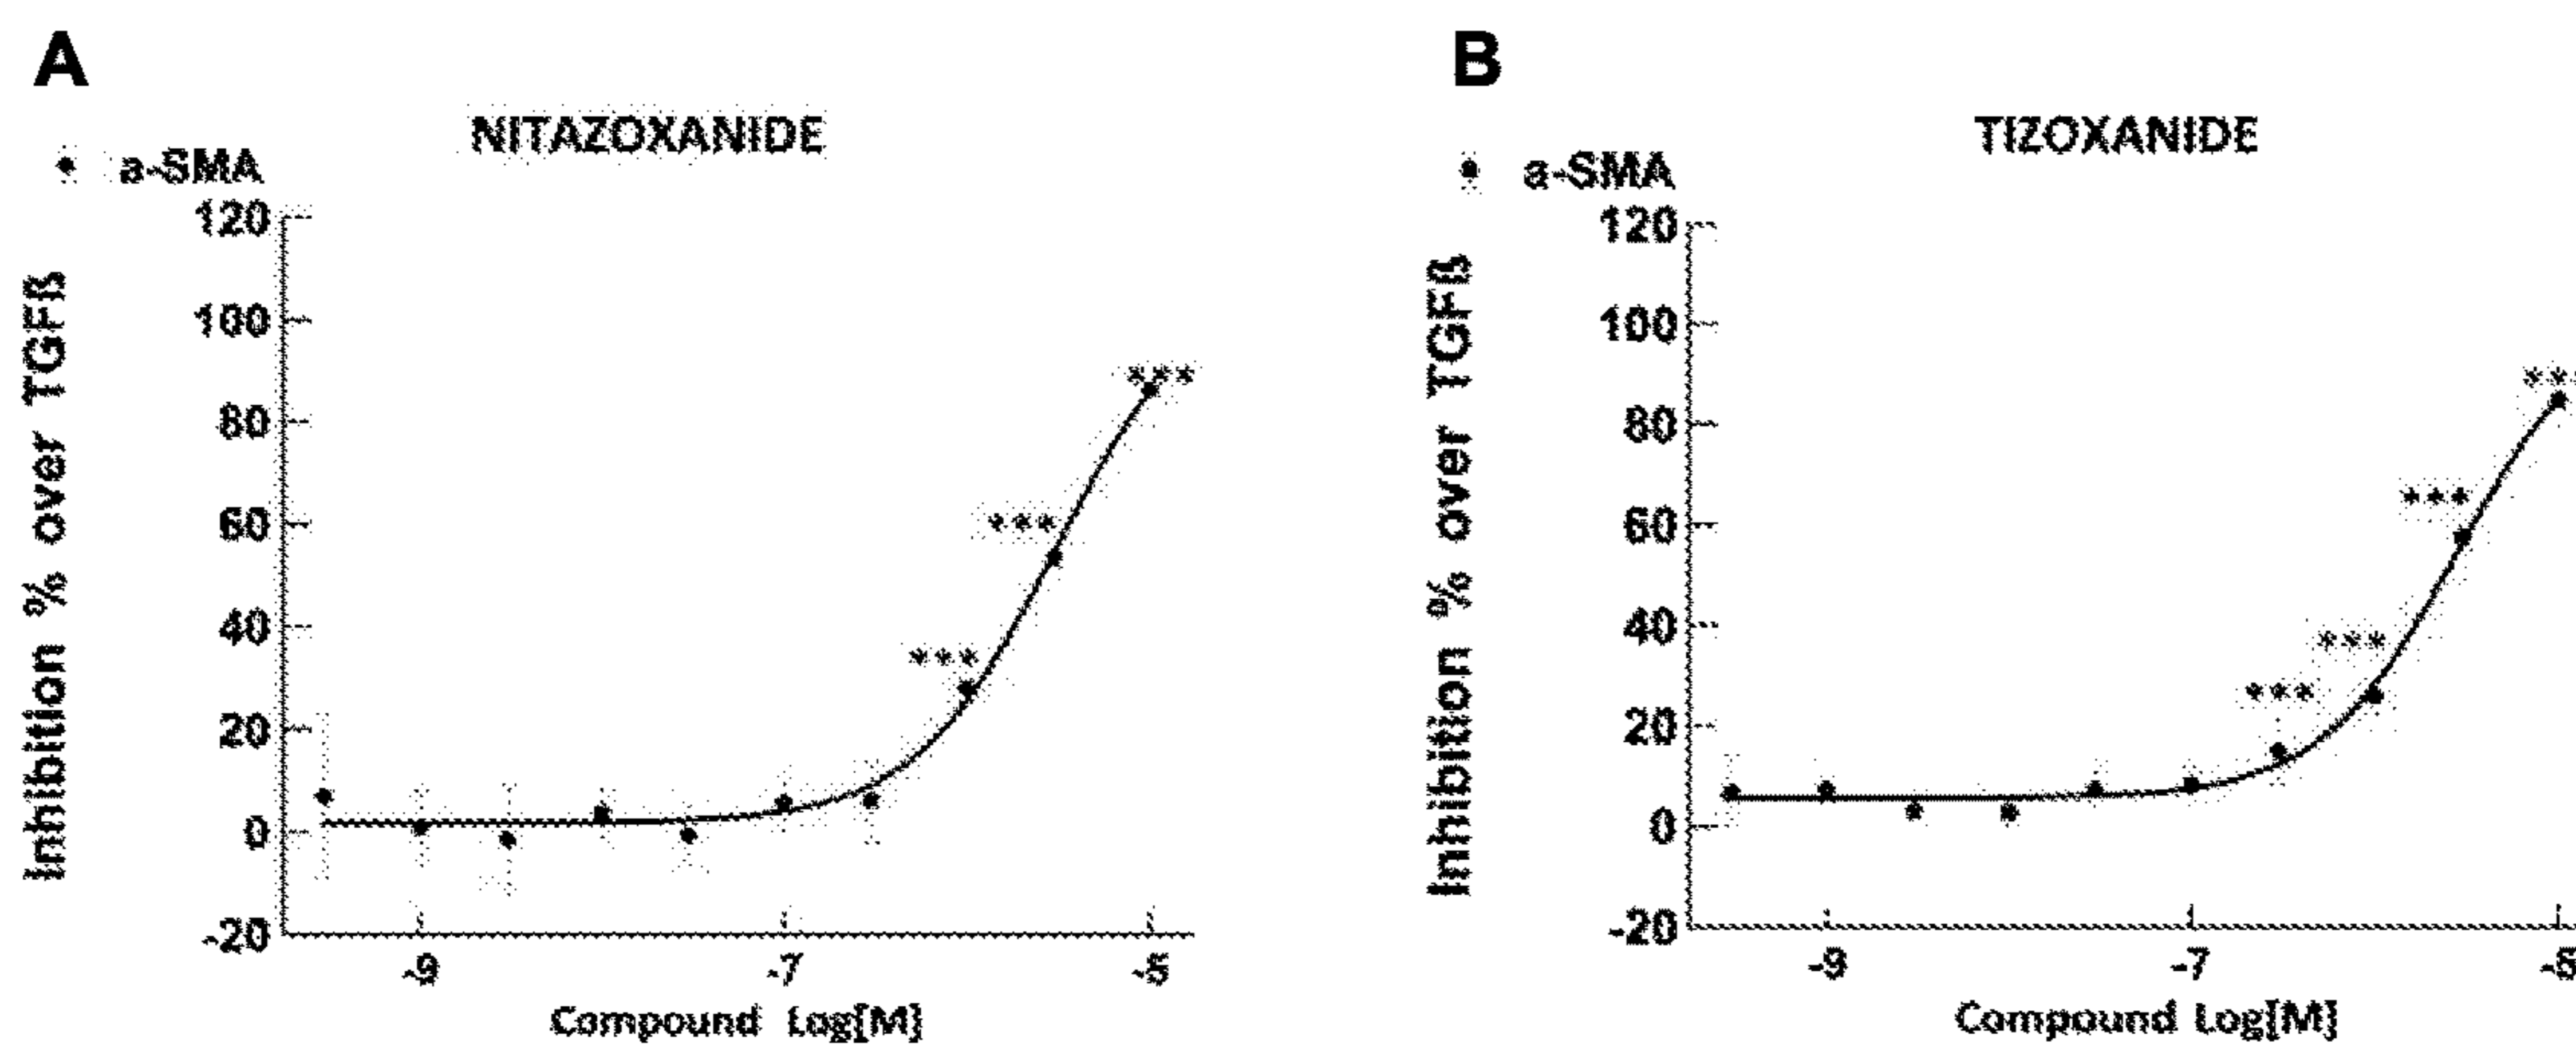 A
NITAZOXANIDE
a-SMA
120
100
80
60
40
20
0
-20
Inhibition % over TGFß
***
***
***
-9
-7
-5
Compound Log[M]
B
TIZOXANIDE
a-SMA
120
100
80
60
40
20
0
-20
Inhibition % over TGFß
***
***
***
***
-9
-7
Compound Log[M]